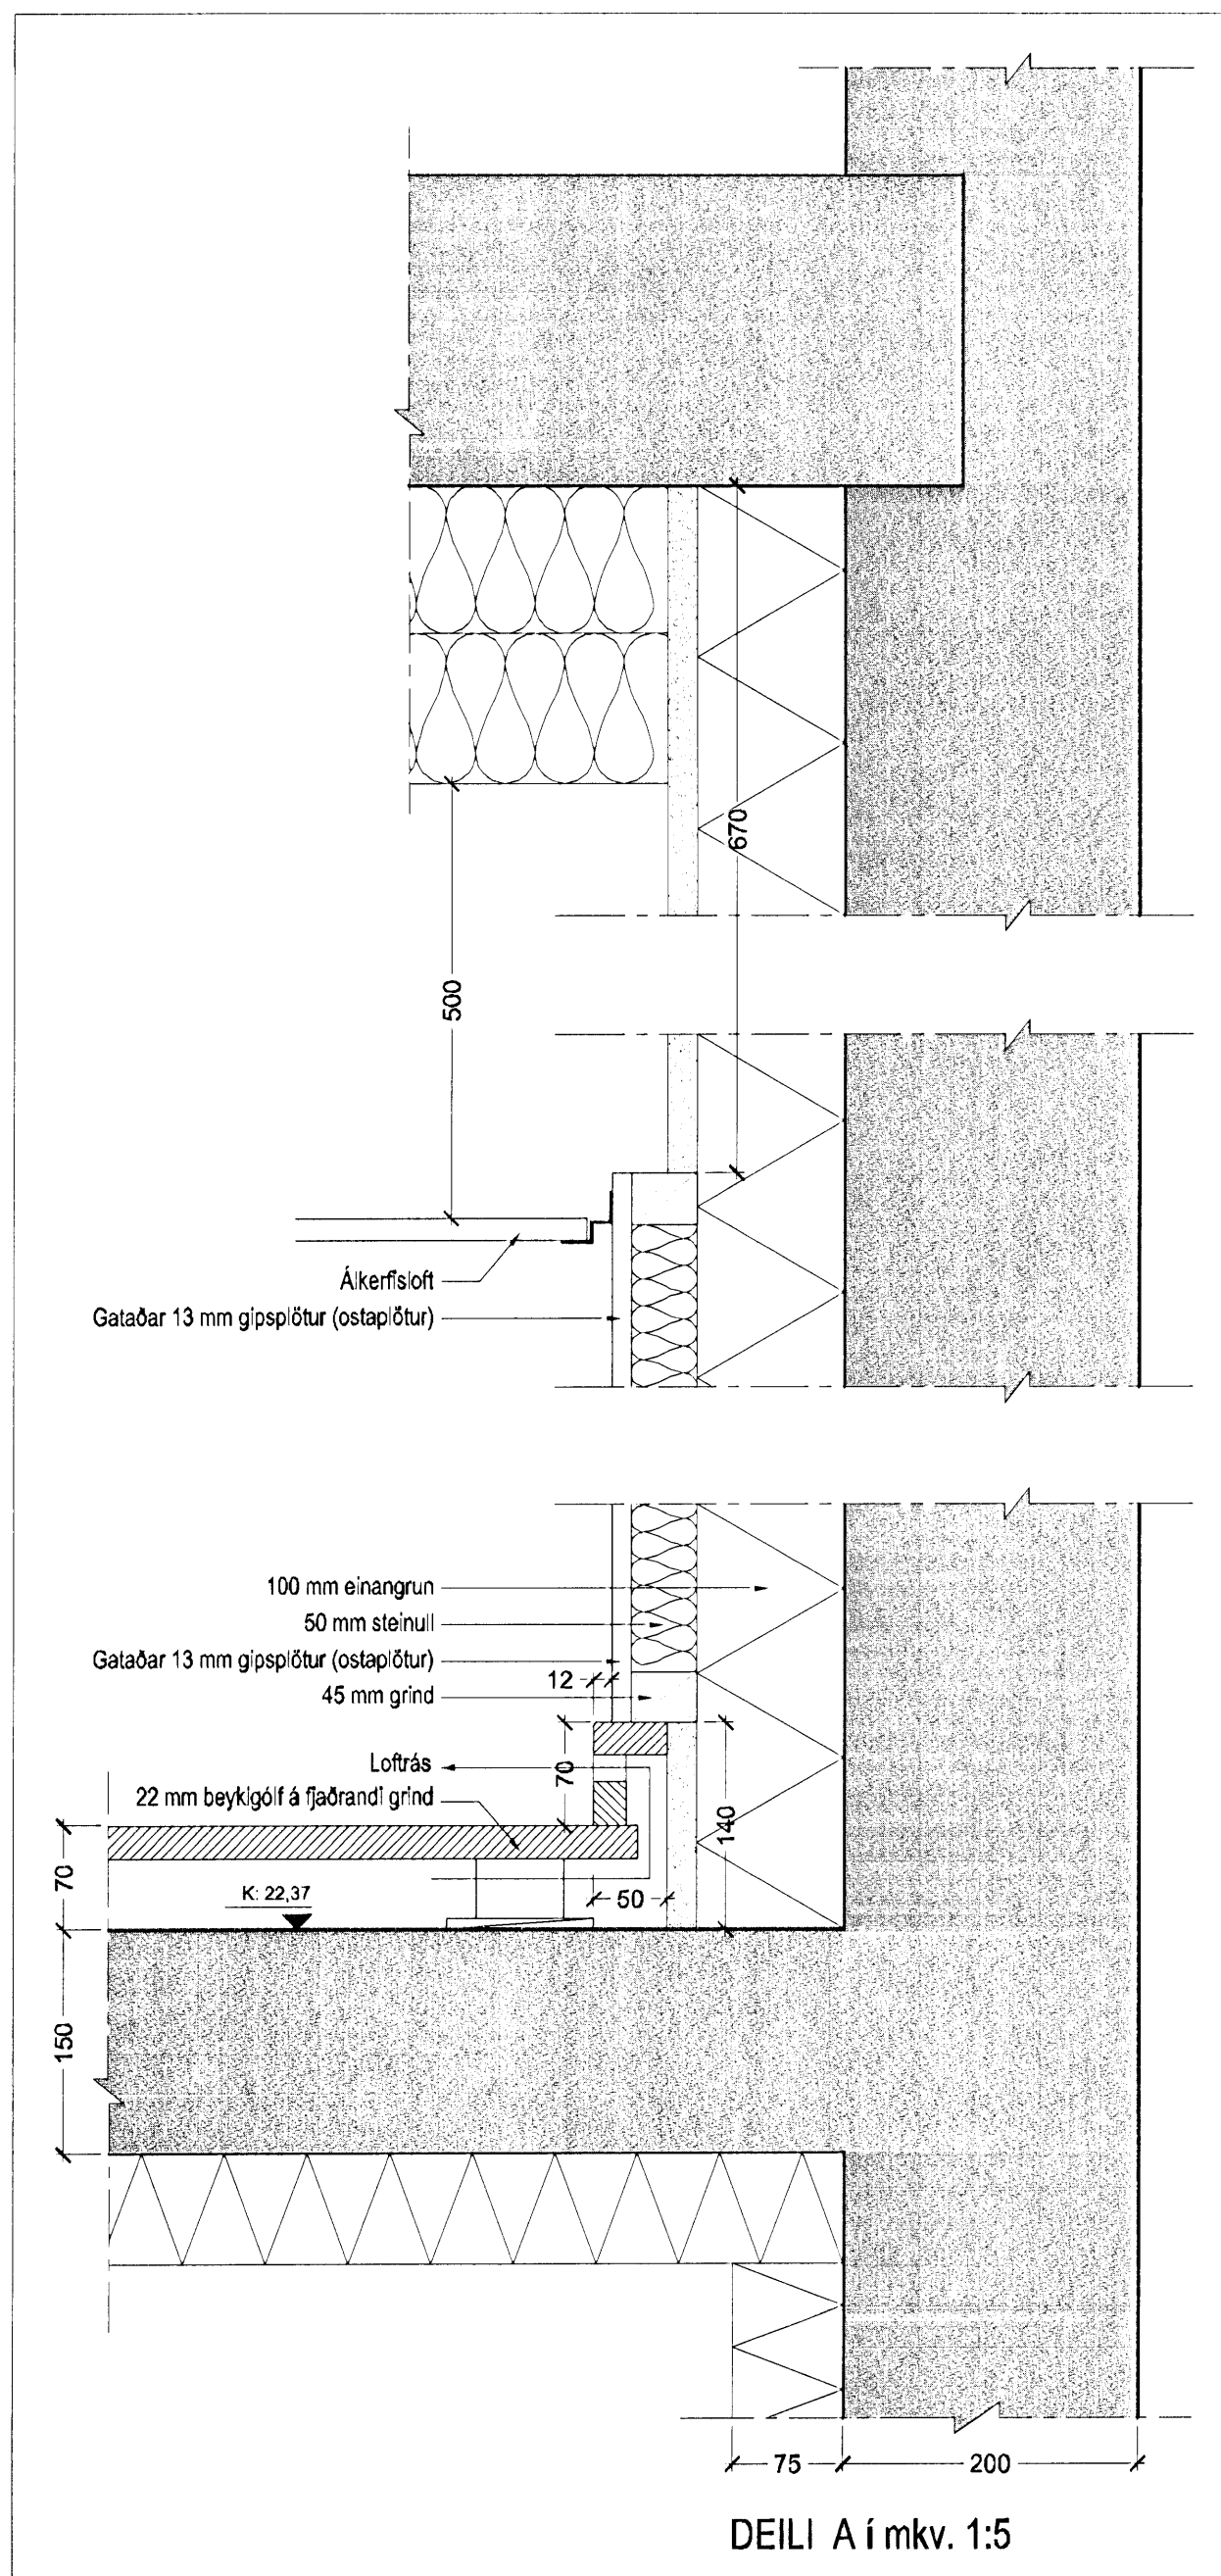 670
500
Álkerfisloft
Gataðar 13 mm gipsplötur (ostaplötur)
100 mm einangrun
50 mm steinull
Gataðar 13 mm gipsplötur (ostaplötur)
12
45 mm grind
Loftrás
70
22 mm beykigólf á fjaðrandi grind
140
70
K: 22,37
50
150
75
200
DEILI A í mkv. 1:5